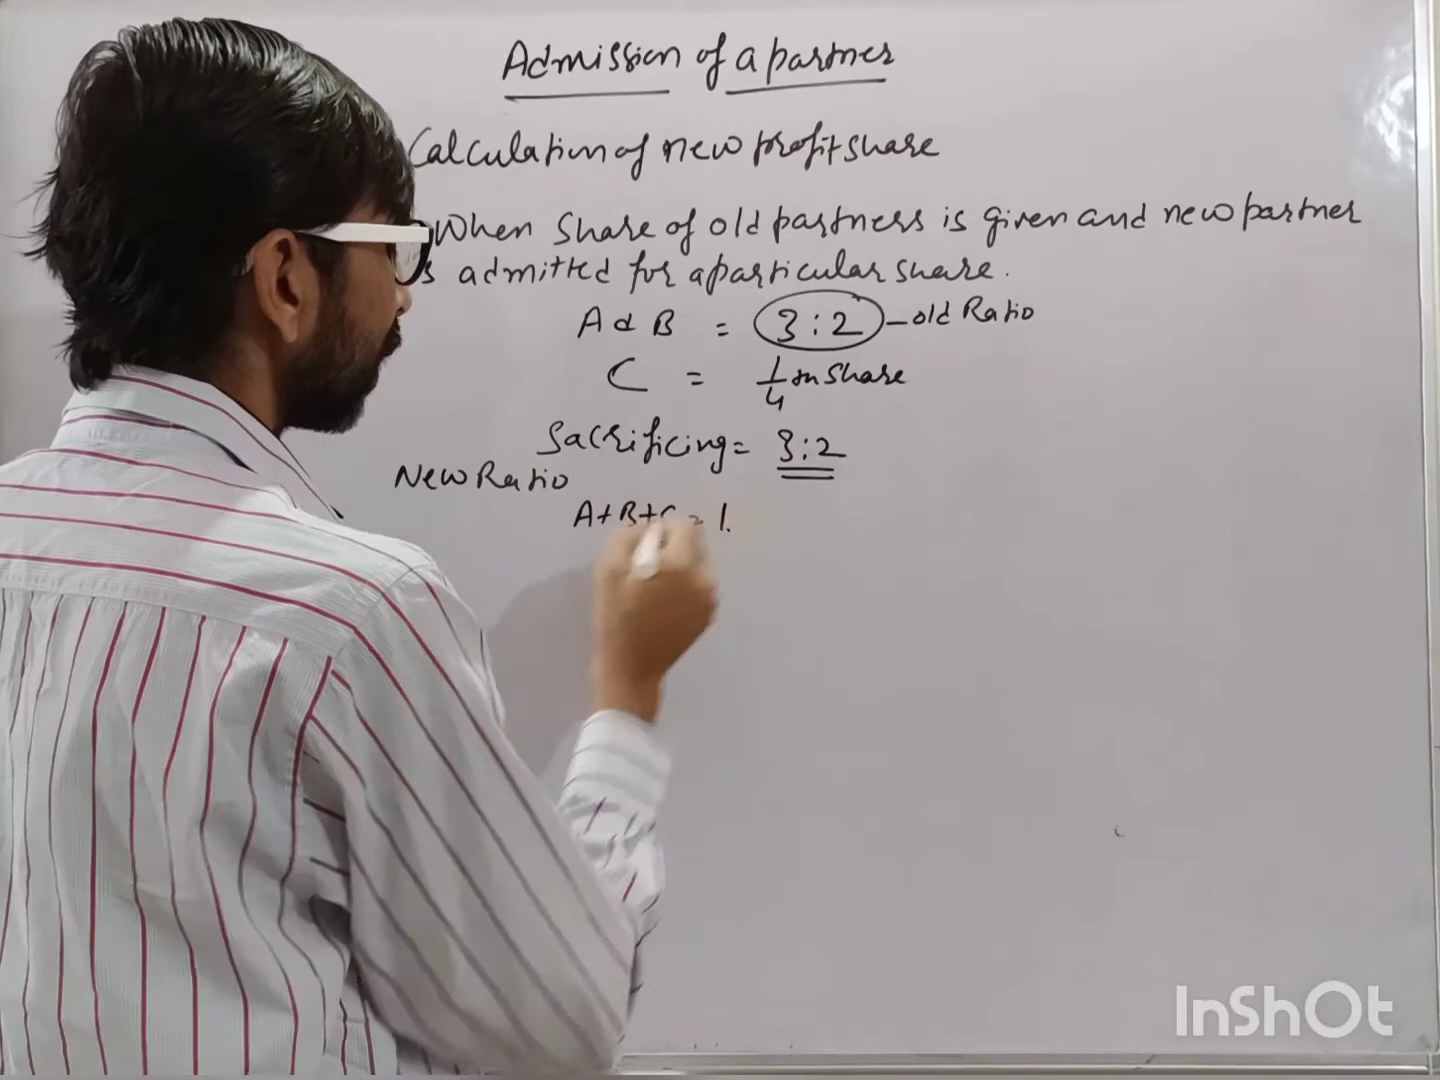 Admission of a partner
Calculation of new profit share
When Share of old partners is given and new partner
s admitted for a particular share.
A & B = 3:2 - old Ratio
C = 1/4 th Share
Sacrificing = 3:2
New Ratio
A+B+C = 1.
InShOt